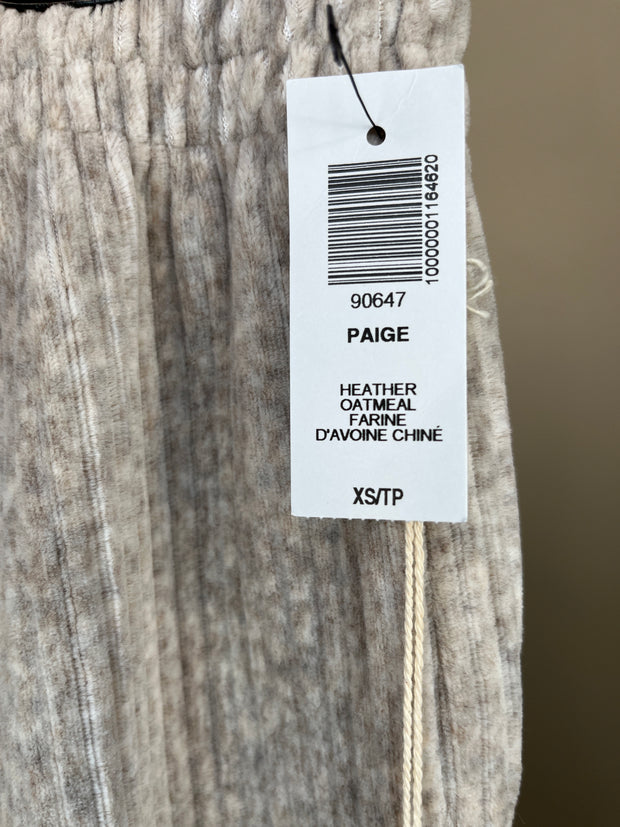 10000001164620
90647
PAIGE
HEATHER
OATMEAL
FARINE
D'AVOINE CHINÉ
XS/TP